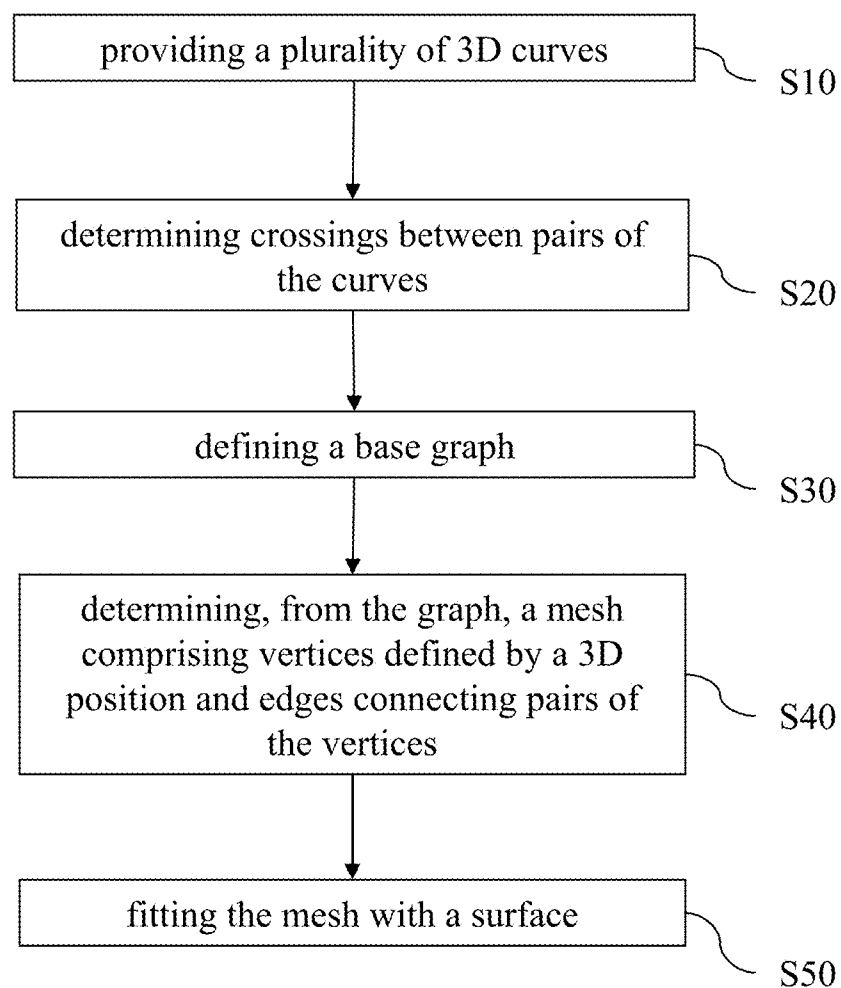 providing a plurality of 3D curves
S10
determining crossings between pairs of
the curves
S20
defining a base graph
S30
determining, from the graph, a mesh
comprising vertices defined by a 3D
position and edges connecting pairs of
the vertices
S40
fitting the mesh with a surface
S50